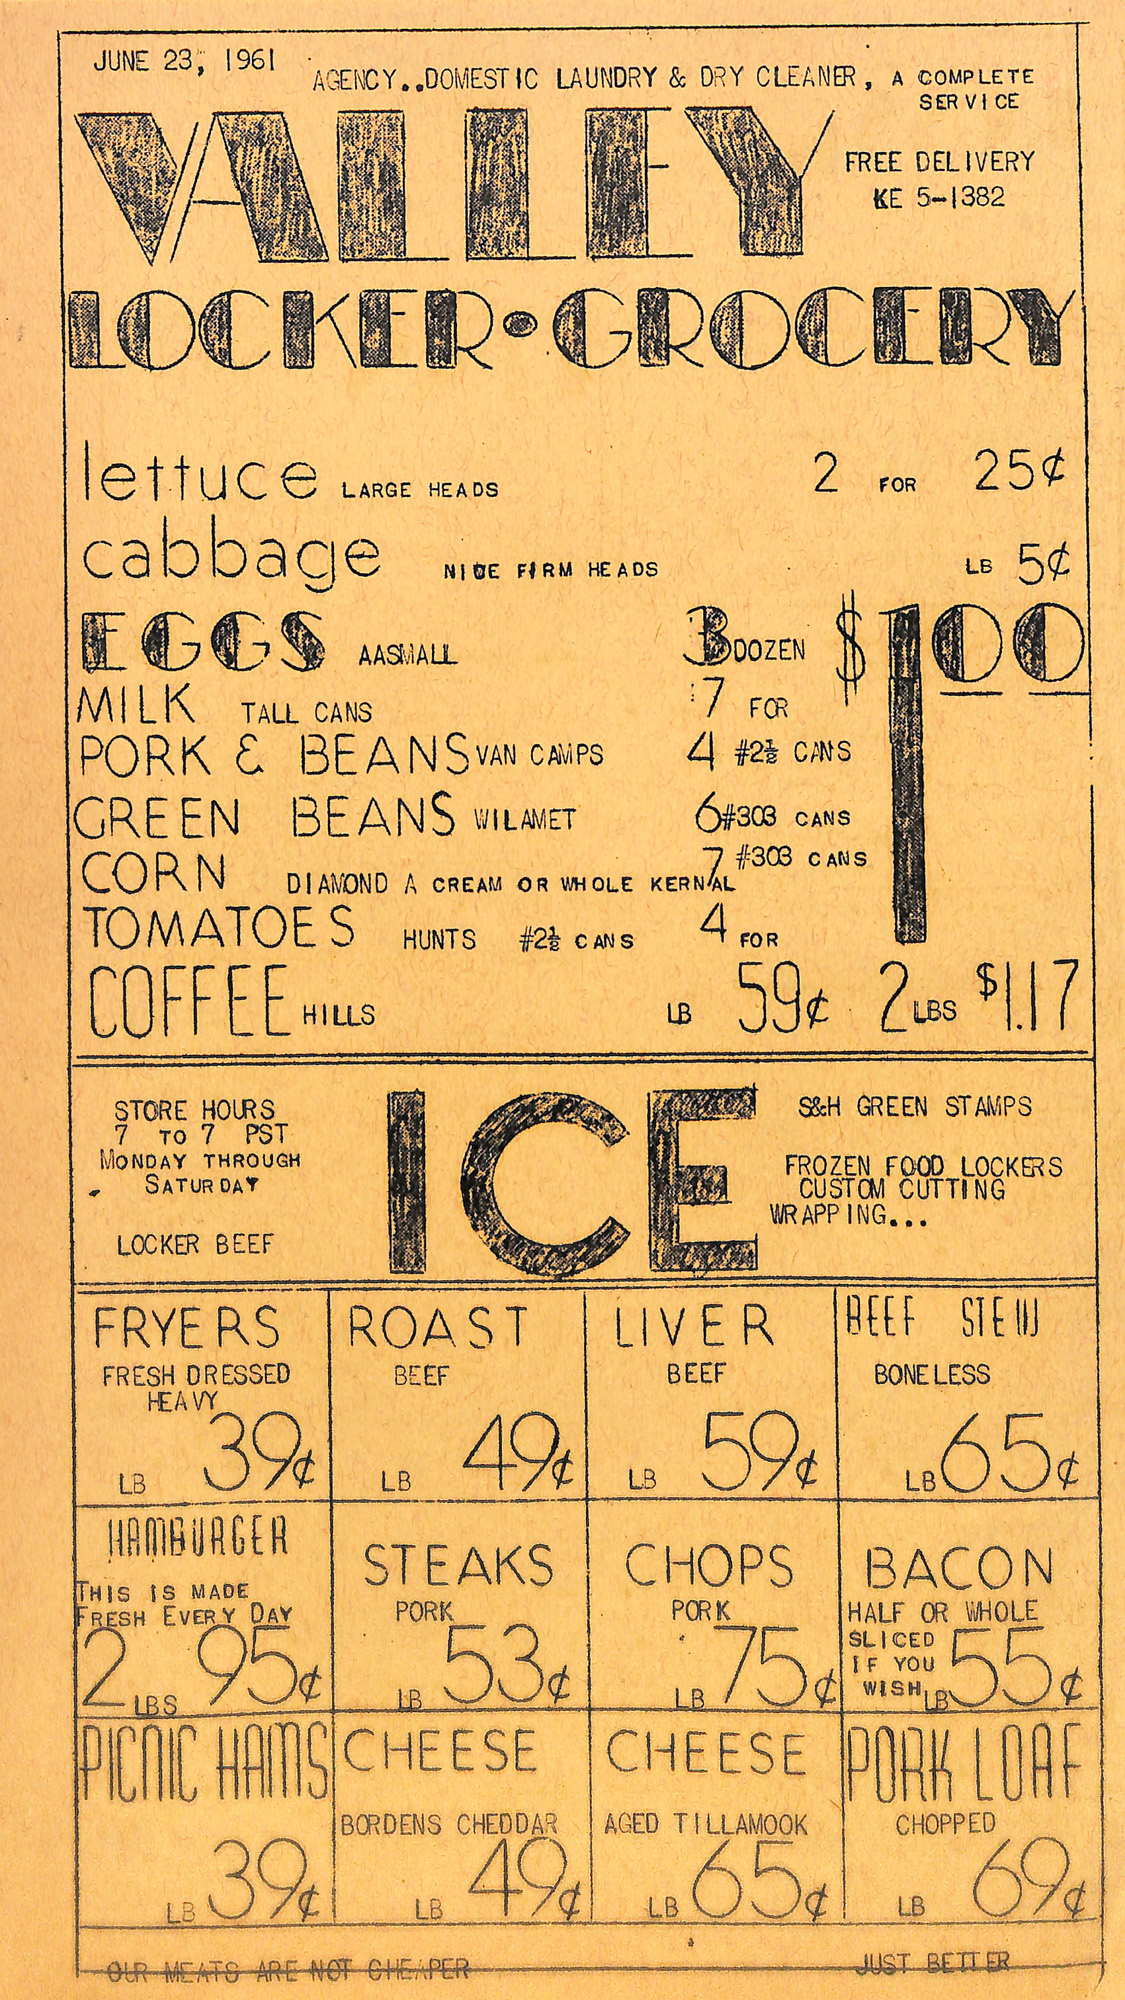 JUNE 23, 1961
AGENCY..DOMESTIC LAUNDRY & DRY CLEANER, A COMPLETE
SERVICE
VALLEY
FREE DELIVERY
KE 5-1382
LOCKER • GROCERY
lettuce LARGE HEADS 2 FOR 25¢
cabbage NICE FIRM HEADS LB 5¢
EGGS AASMALL 3 DOZEN $1 00
MILK TALL CANS 7 FOR
PORK & BEANS VAN CAMPS 4 #2½ CANS
GREEN BEANS WILAMET 6 #303 CANS
CORN DIAMOND A CREAM OR WHOLE KERNAL 7 #303 CANS
TOMATOES HUNTS #2½ CANS 4 FOR
COFFEE HILLS LB 59¢ 2 LBS $1.17
STORE HOURS
7 TO 7 PST
MONDAY THROUGH
SATURDAY
LOCKER BEEF
ICE
S&H GREEN STAMPS
FROZEN FOOD LOCKERS
CUSTOM CUTTING
WRAPPING...
FRYERS
FRESH DRESSED
HEAVY
LB 39¢
ROAST
BEEF
LB 49¢
LIVER
BEEF
LB 59¢
BEEF STEW
BONELESS
LB 65¢
HAMBURGER
THIS IS MADE
FRESH EVERY DAY
2 LBS 95¢
STEAKS
PORK
LB 53¢
CHOPS
PORK
LB 75¢
BACON
HALF OR WHOLE
SLICED
IF YOU
WISH LB 55¢
PICNIC HAMS
LB 39¢
CHEESE
BORDENS CHEDDAR
LB 49¢
CHEESE
AGED TILLAMOOK
LB 65¢
PORK LOAF
CHOPPED
LB 69¢
OUR MEATS ARE NOT CHEAPER JUST BETTER